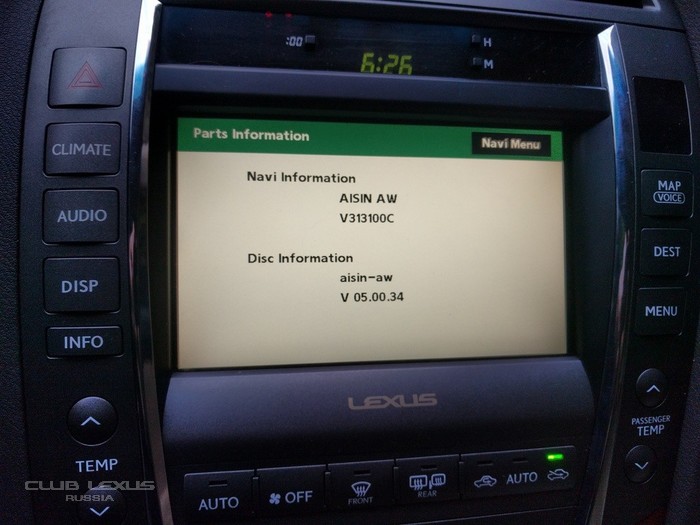 :00
6:26
H
M
Parts Information
Navi Menu
Navi Information
AISIN AW
V313100C
Disc Information
aisin-aw
V 05.00.34
CLIMATE
AUDIO
DISP
INFO
TEMP
MAP
VOICE
DEST
MENU
PASSENGER
TEMP
LEXUS
AUTO
OFF
FRONT
REAR
AUTO
CLUB LEXUS
RUSSIA